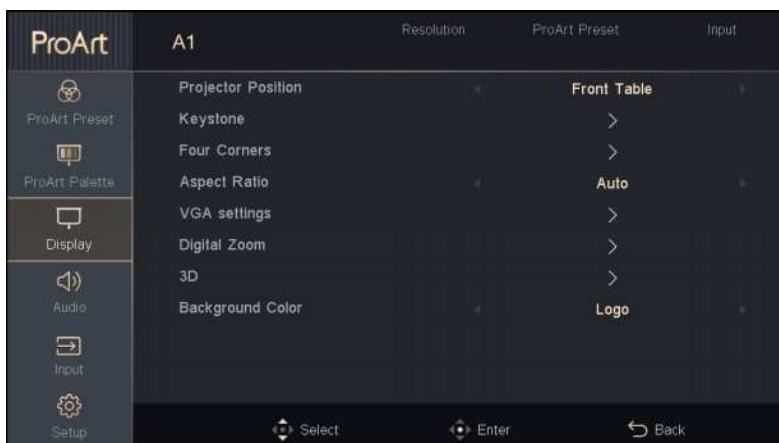 ProArt A1 Resolution ProArt Preset Input
ProArt Preset
ProArt Palette
Display
Audio
Input
Setup
Projector Position Front Table
Keystone >
Four Corners >
Aspect Ratio Auto
VGA settings >
Digital Zoom >
3D >
Background Color Logo
Select Enter Back